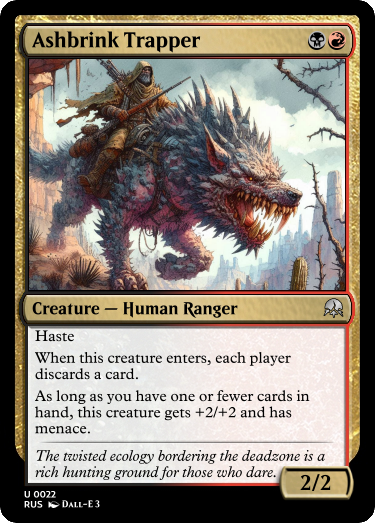 Ashbrink Trapper
Creature — Human Ranger
Haste
When this creature enters, each player
discards a card.
As long as you have one or fewer cards in
hand, this creature gets +2/+2 and has
menace.
The twisted ecology bordering the deadzone is a
rich hunting ground for those who dare.
2/2
U 0022
RUS Dall-E 3